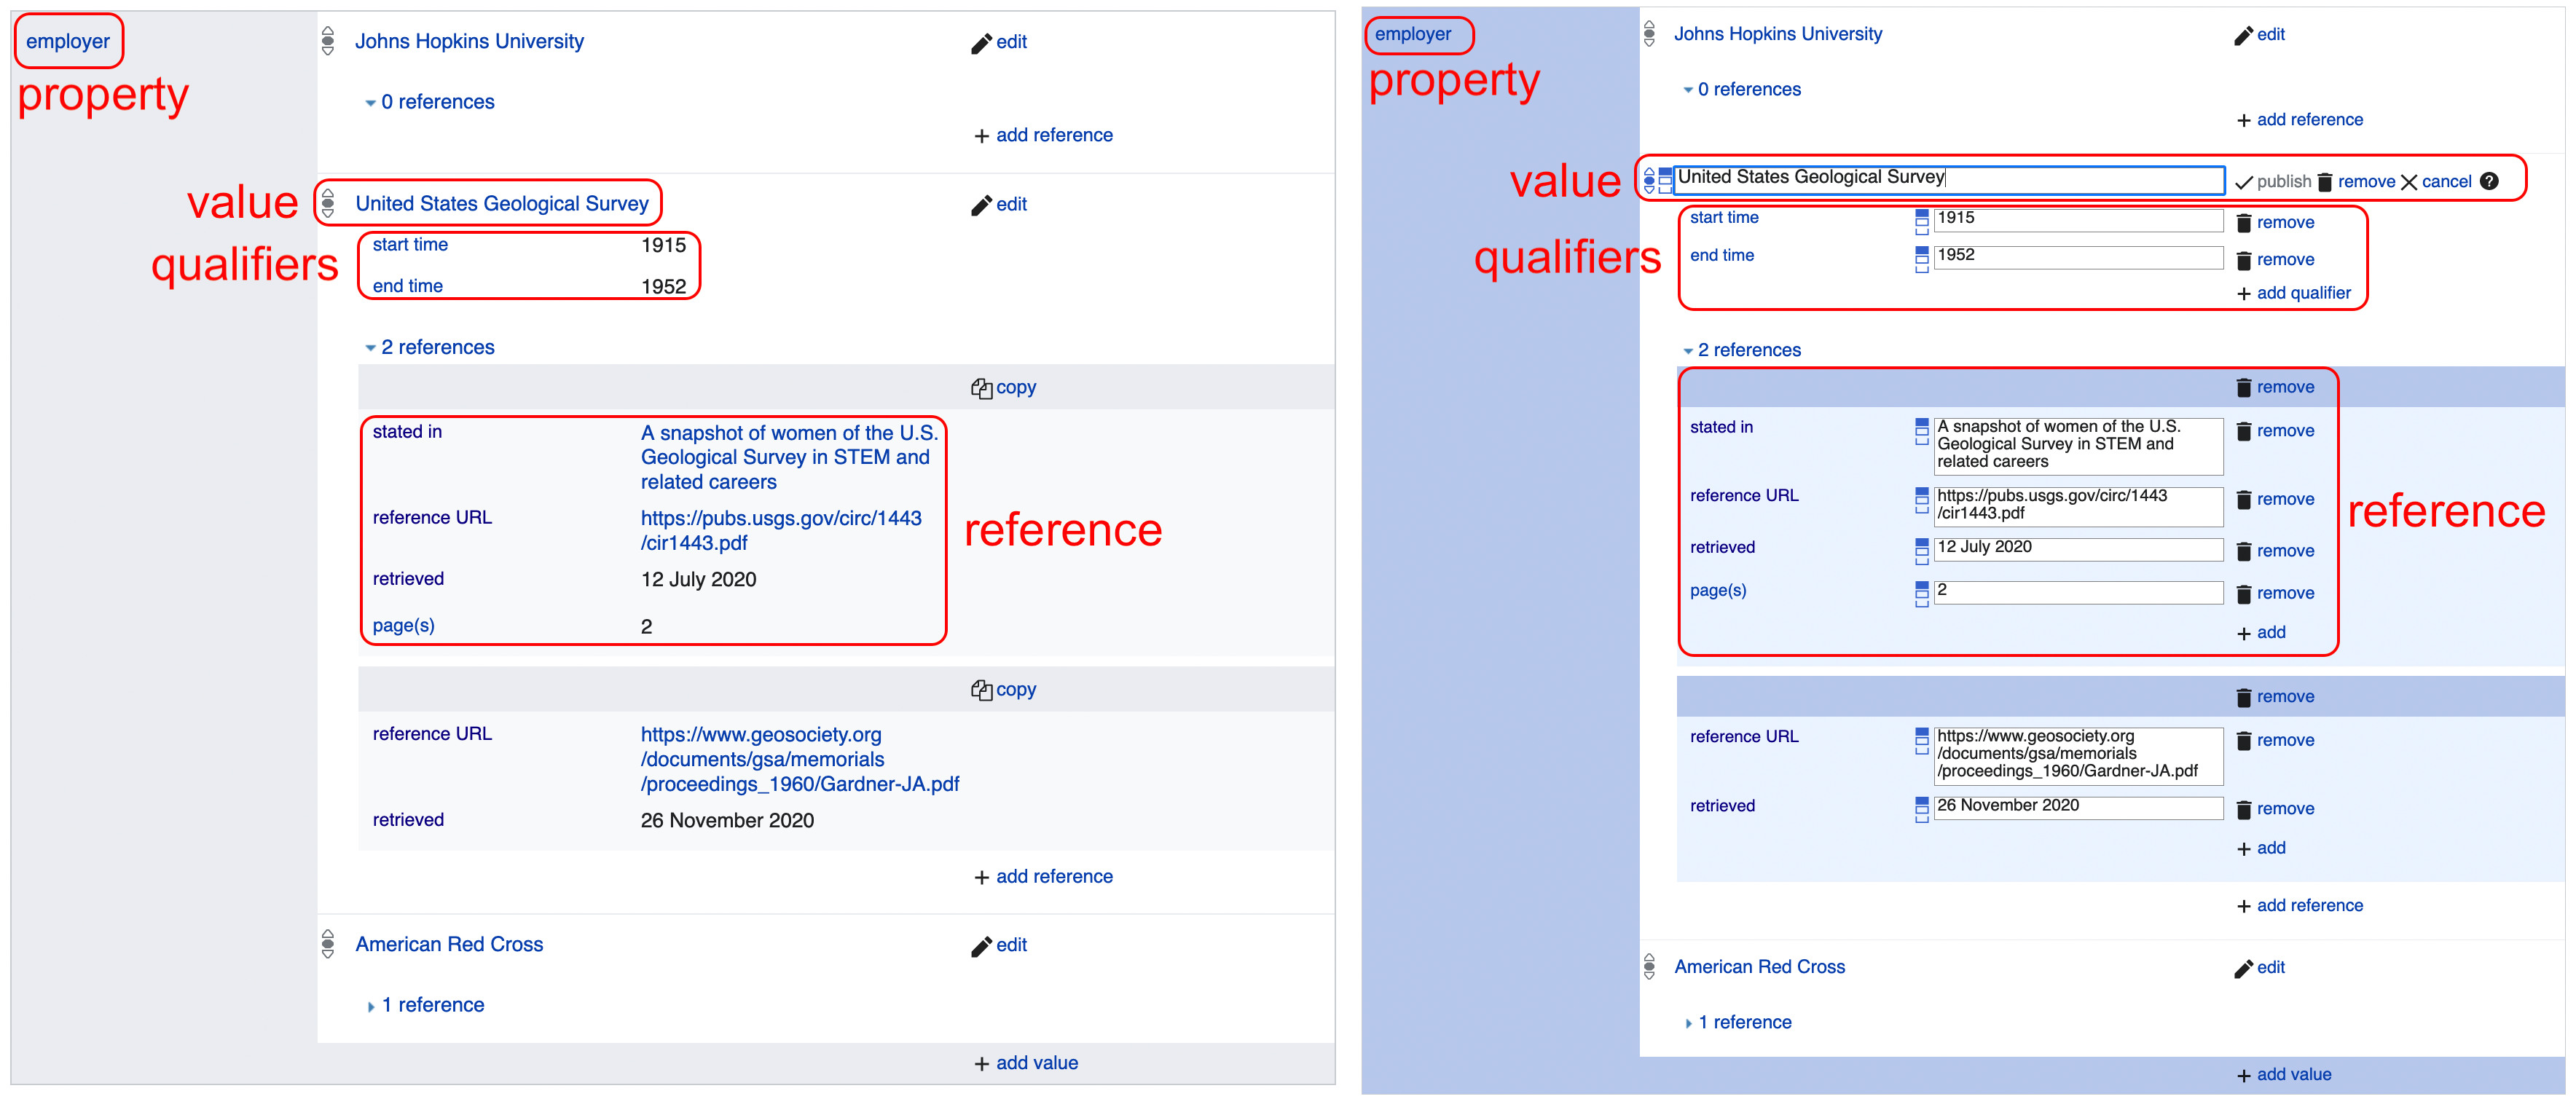 employer
property
Johns Hopkins University
edit
0 references
+ add reference
value
United States Geological Survey
edit
qualifiers
start time 1915
end time 1952
2 references
copy
stated in
A snapshot of women of the U.S.
Geological Survey in STEM and
related careers
reference URL
https://pubs.usgs.gov/circ/1443
/cir1443.pdf
retrieved 12 July 2020
page(s) 2
reference
copy
reference URL
https://www.geosociety.org
/documents/gsa/memorials
/proceedings_1960/Gardner-JA.pdf
retrieved 26 November 2020
+ add reference
American Red Cross
edit
1 reference
+ add value
employer
property
Johns Hopkins University
edit
0 references
+ add reference
value
United States Geological Survey
publish remove cancel ?
qualifiers
start time 1915 remove
end time 1952 remove
+ add qualifier
2 references
remove
stated in
A snapshot of women of the U.S.
Geological Survey in STEM and
related careers
remove
reference URL
https://pubs.usgs.gov/circ/1443
/cir1443.pdf
remove
retrieved 12 July 2020 remove
page(s) 2 remove
+ add
reference
remove
reference URL
https://www.geosociety.org
/documents/gsa/memorials
/proceedings_1960/Gardner-JA.pdf
remove
retrieved 26 November 2020 remove
+ add
+ add reference
American Red Cross
edit
1 reference
+ add value